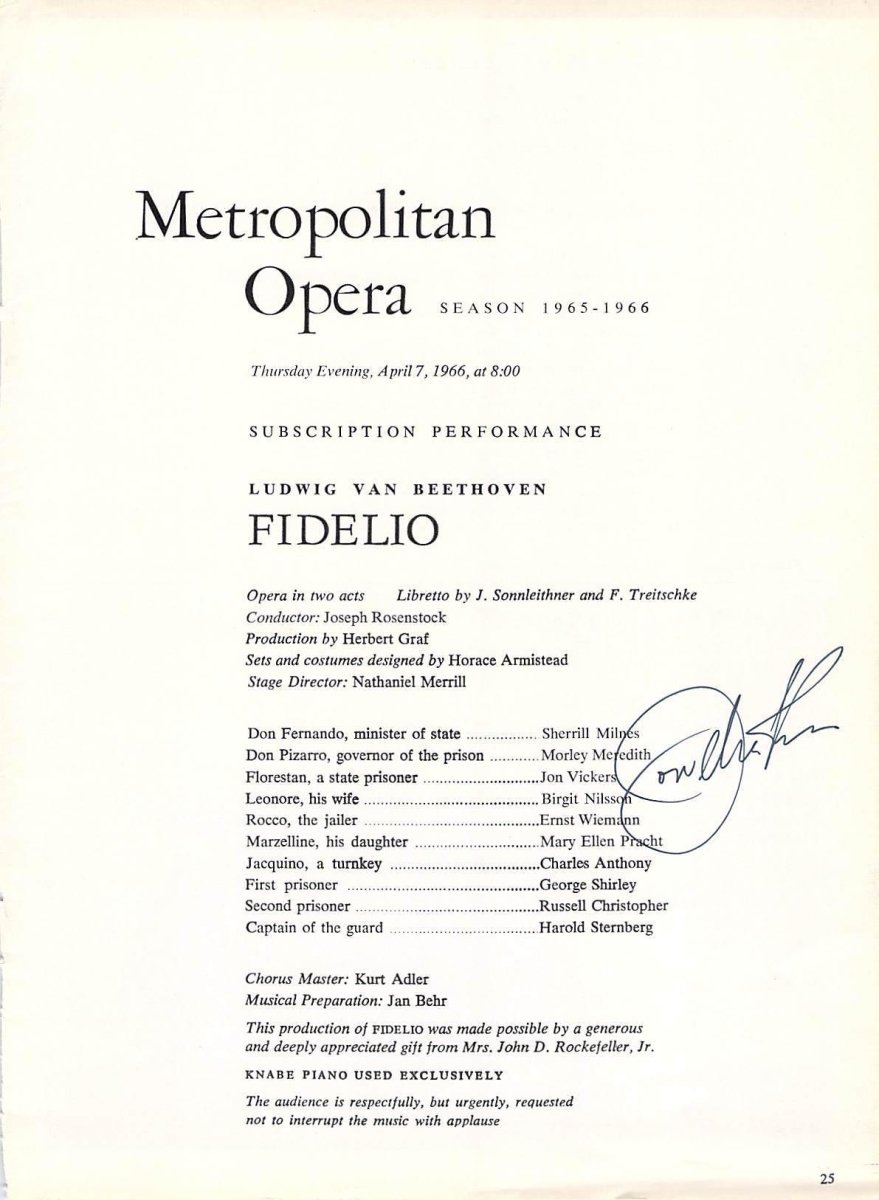 Metropolitan
Opera SEASON 1965-1966
Thursday Evening, April 7, 1966, at 8:00
SUBSCRIPTION PERFORMANCE
LUDWIG VAN BEETHOVEN
FIDELIO
Opera in two acts Libretto by J. Sonnleithner and F. Treitschke
Conductor: Joseph Rosenstock
Production by Herbert Graf
Sets and costumes designed by Horace Armistead
Stage Director: Nathaniel Merrill
Don Fernando, minister of state ................. Sherrill Milnes
Don Pizarro, governor of the prison ............ Morley Meredith
Florestan, a state prisoner ............................ Jon Vickers
Leonore, his wife .......................................... Birgit Nilsson
Rocco, the jailer .......................................... Ernst Wiemann
Marzelline, his daughter .............................. Mary Ellen Pracht
Jacquino, a turnkey .................................... Charles Anthony
First prisoner .............................................. George Shirley
Second prisoner ............................................ Russell Christopher
Captain of the guard .................................... Harold Sternberg
Chorus Master: Kurt Adler
Musical Preparation: Jan Behr
This production of FIDELIO was made possible by a generous
and deeply appreciated gift from Mrs. John D. Rockefeller, Jr.
KNABE PIANO USED EXCLUSIVELY
The audience is respectfully, but urgently, requested
not to interrupt the music with applause
25